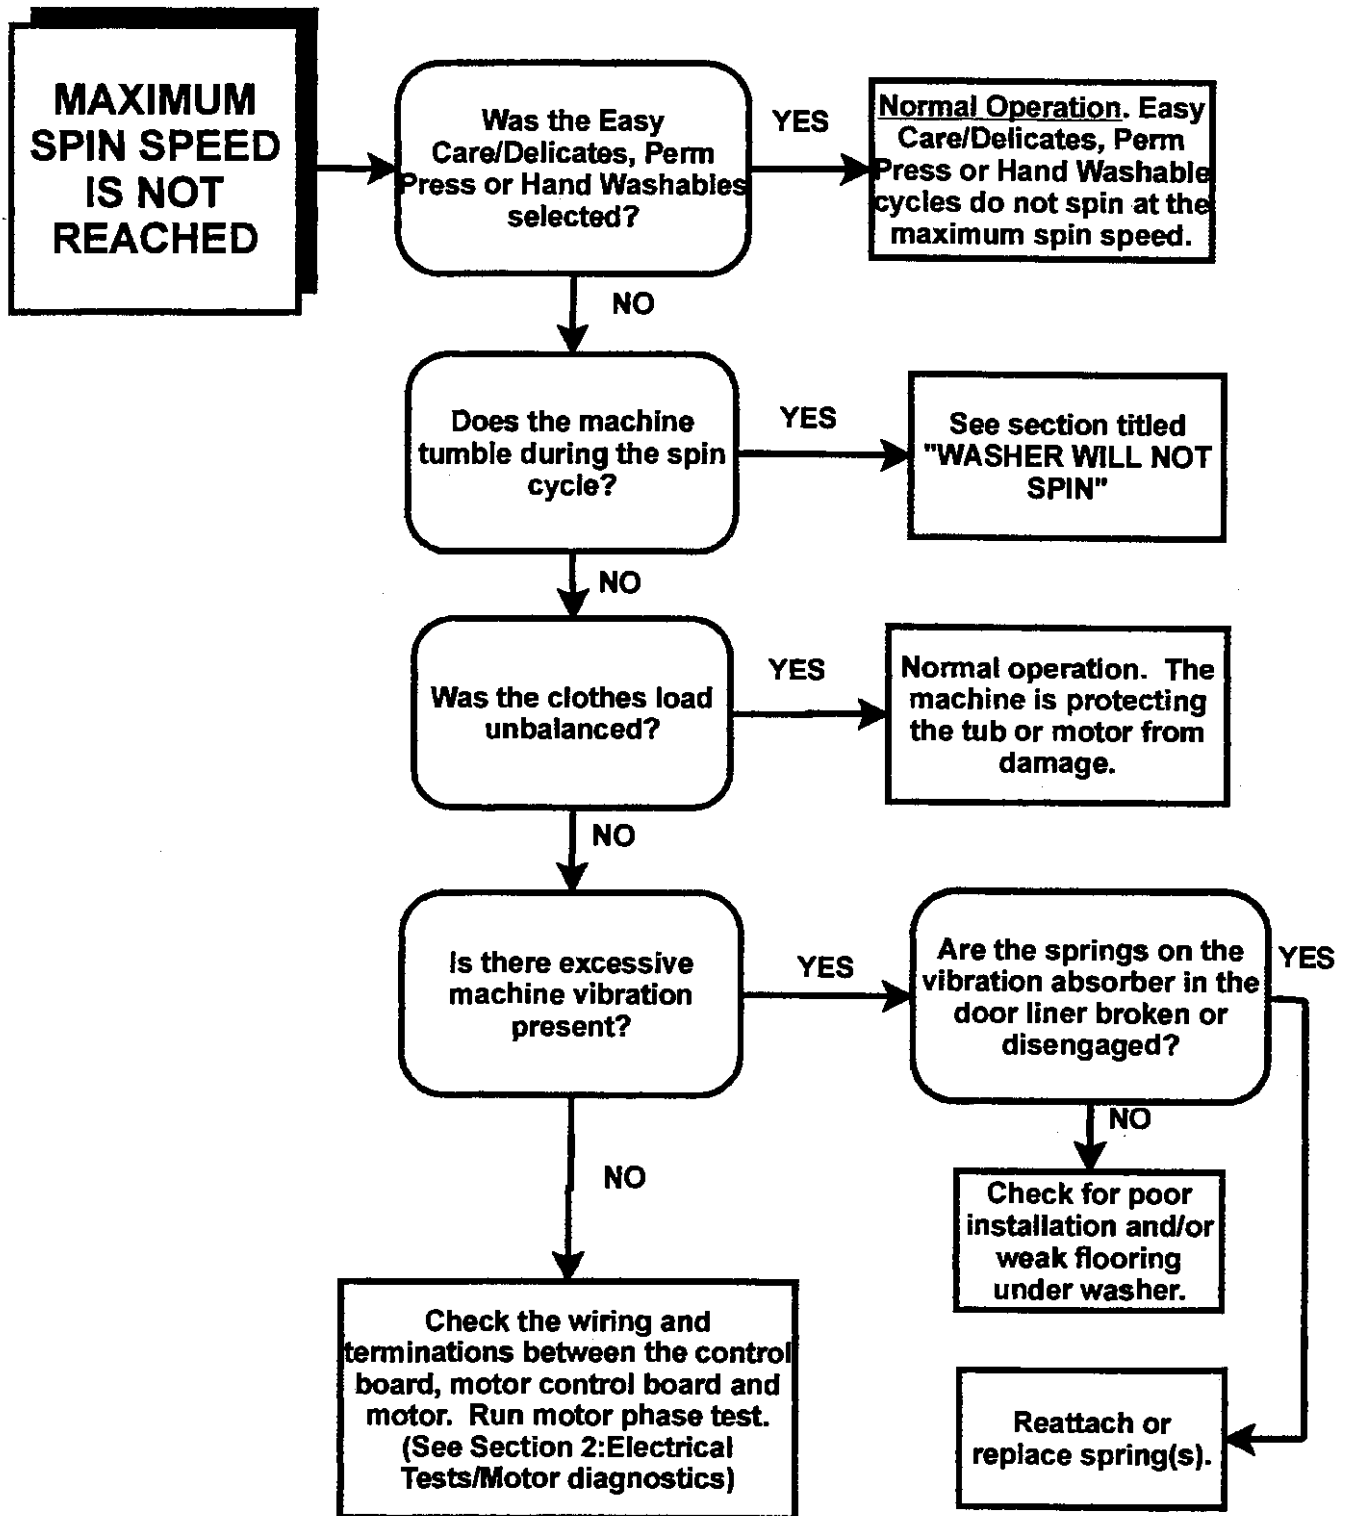 MAXIMUM
SPIN SPEED
IS NOT
REACHED
Was the Easy
Care/Delicates, Perm
Press or Hand Washables
selected?
YES
Normal Operation. Easy
Care/Delicates, Perm
Press or Hand Washable
cycles do not spin at the
maximum spin speed.
NO
Does the machine
tumble during the spin
cycle?
YES
See section titled
"WASHER WILL NOT
SPIN"
NO
Was the clothes load
unbalanced?
YES
Normal operation. The
machine is protecting
the tub or motor from
damage.
NO
Is there excessive
machine vibration
present?
YES
Are the springs on the
vibration absorber in the
door liner broken or
disengaged?
YES
NO
Check for poor
installation and/or
weak flooring
under washer.
Reattach or
replace spring(s).
NO
Check the wiring and
terminations between the control
board, motor control board and
motor. Run motor phase test.
(See Section 2:Electrical
Tests/Motor diagnostics)